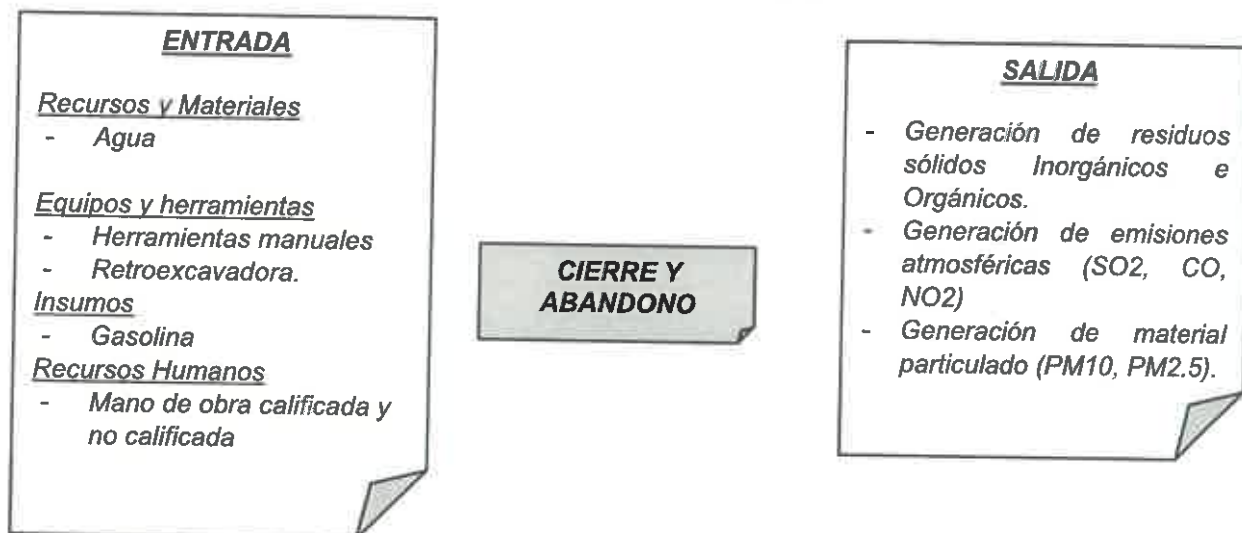 ENTRADA
Recursos y Materiales
- Agua
Equipos y herramientas
- Herramientas manuales
- Retroexcavadora.
Insumos
- Gasolina
Recursos Humanos
- Mano de obra calificada y
no calificada
CIERRE Y
ABANDONO
SALIDA
- Generación de residuos
sólidos Inorgánicos e
Orgánicos.
- Generación de emisiones
atmosféricas (SO2, CO,
NO2)
- Generación de material
particulado (PM10, PM2.5).